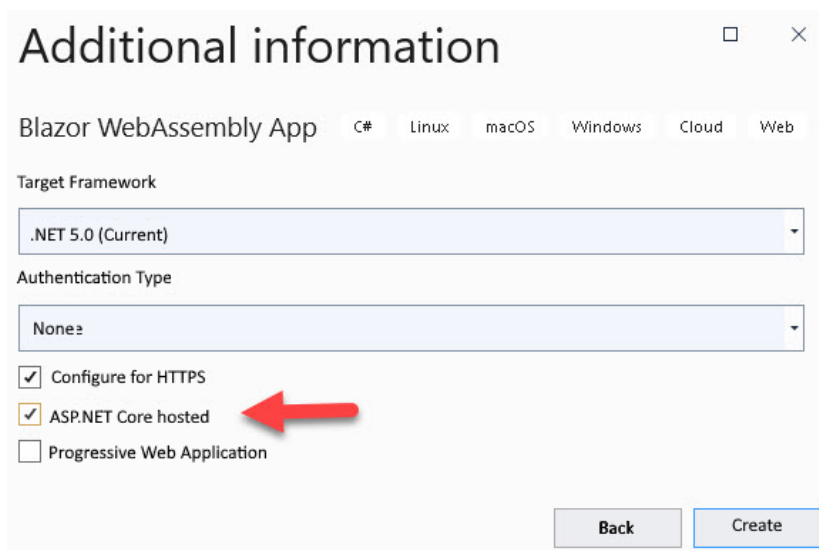 Additional information
Blazor WebAssembly App C# Linux macOS Windows Cloud Web
Target Framework
.NET 5.0 (Current)
Authentication Type
Nonee
Configure for HTTPS
ASP.NET Core hosted
Progressive Web Application
Back Create